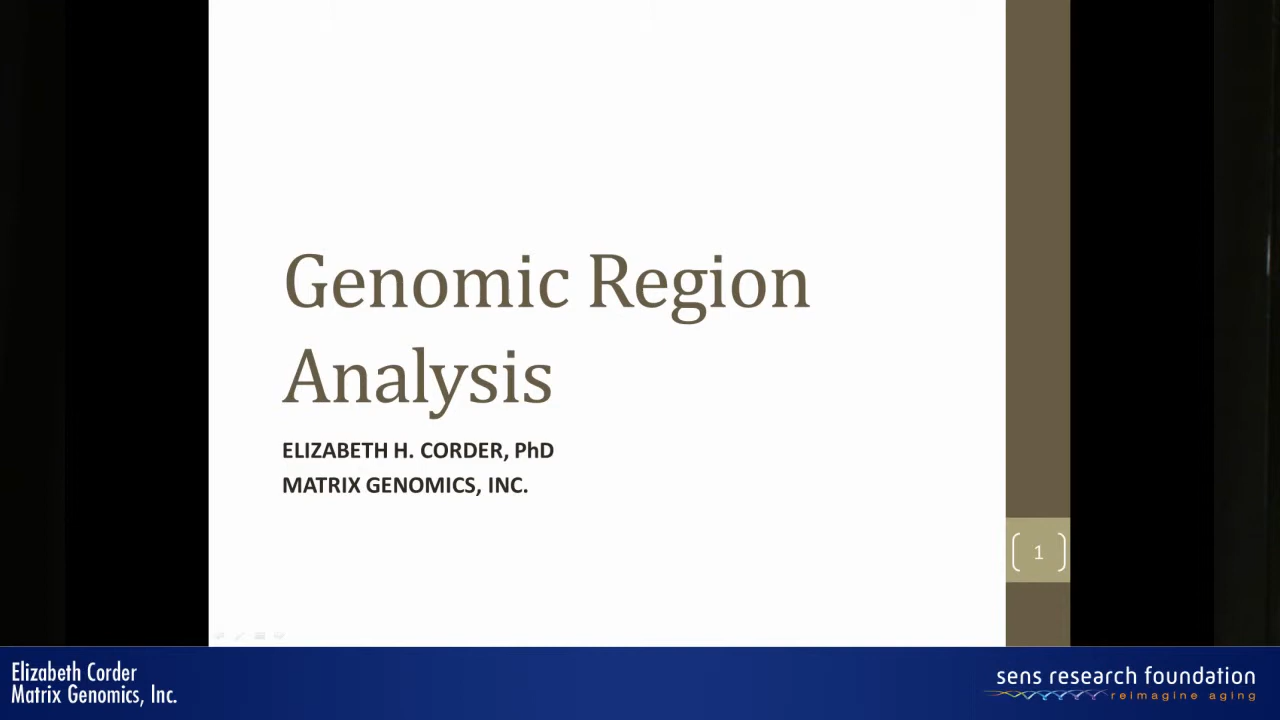 Genomic Region
Analysis
ELIZABETH H. CORDER, PhD
MATRIX GENOMICS, INC.
1
Elizabeth Corder
Matrix Genomics, Inc.
sens research foundation
reimagine aging